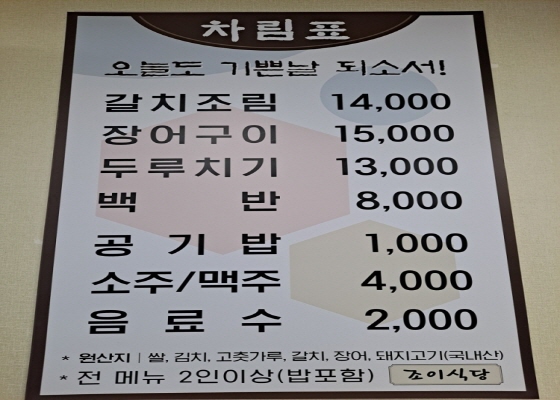 차림표
오늘도 기쁜날 되소서!
갈치조림 14,000
장어구이 15,000
두루치기 13,000
백 반 8,000
공 기 밥 1,000
소주/맥주 4,000
음 료 수 2,000
* 원산지 | 쌀, 김치, 고춧가루, 갈치, 장어, 돼지고기(국내산)
* 전 메뉴 2인이상(밥포함) 조이식당